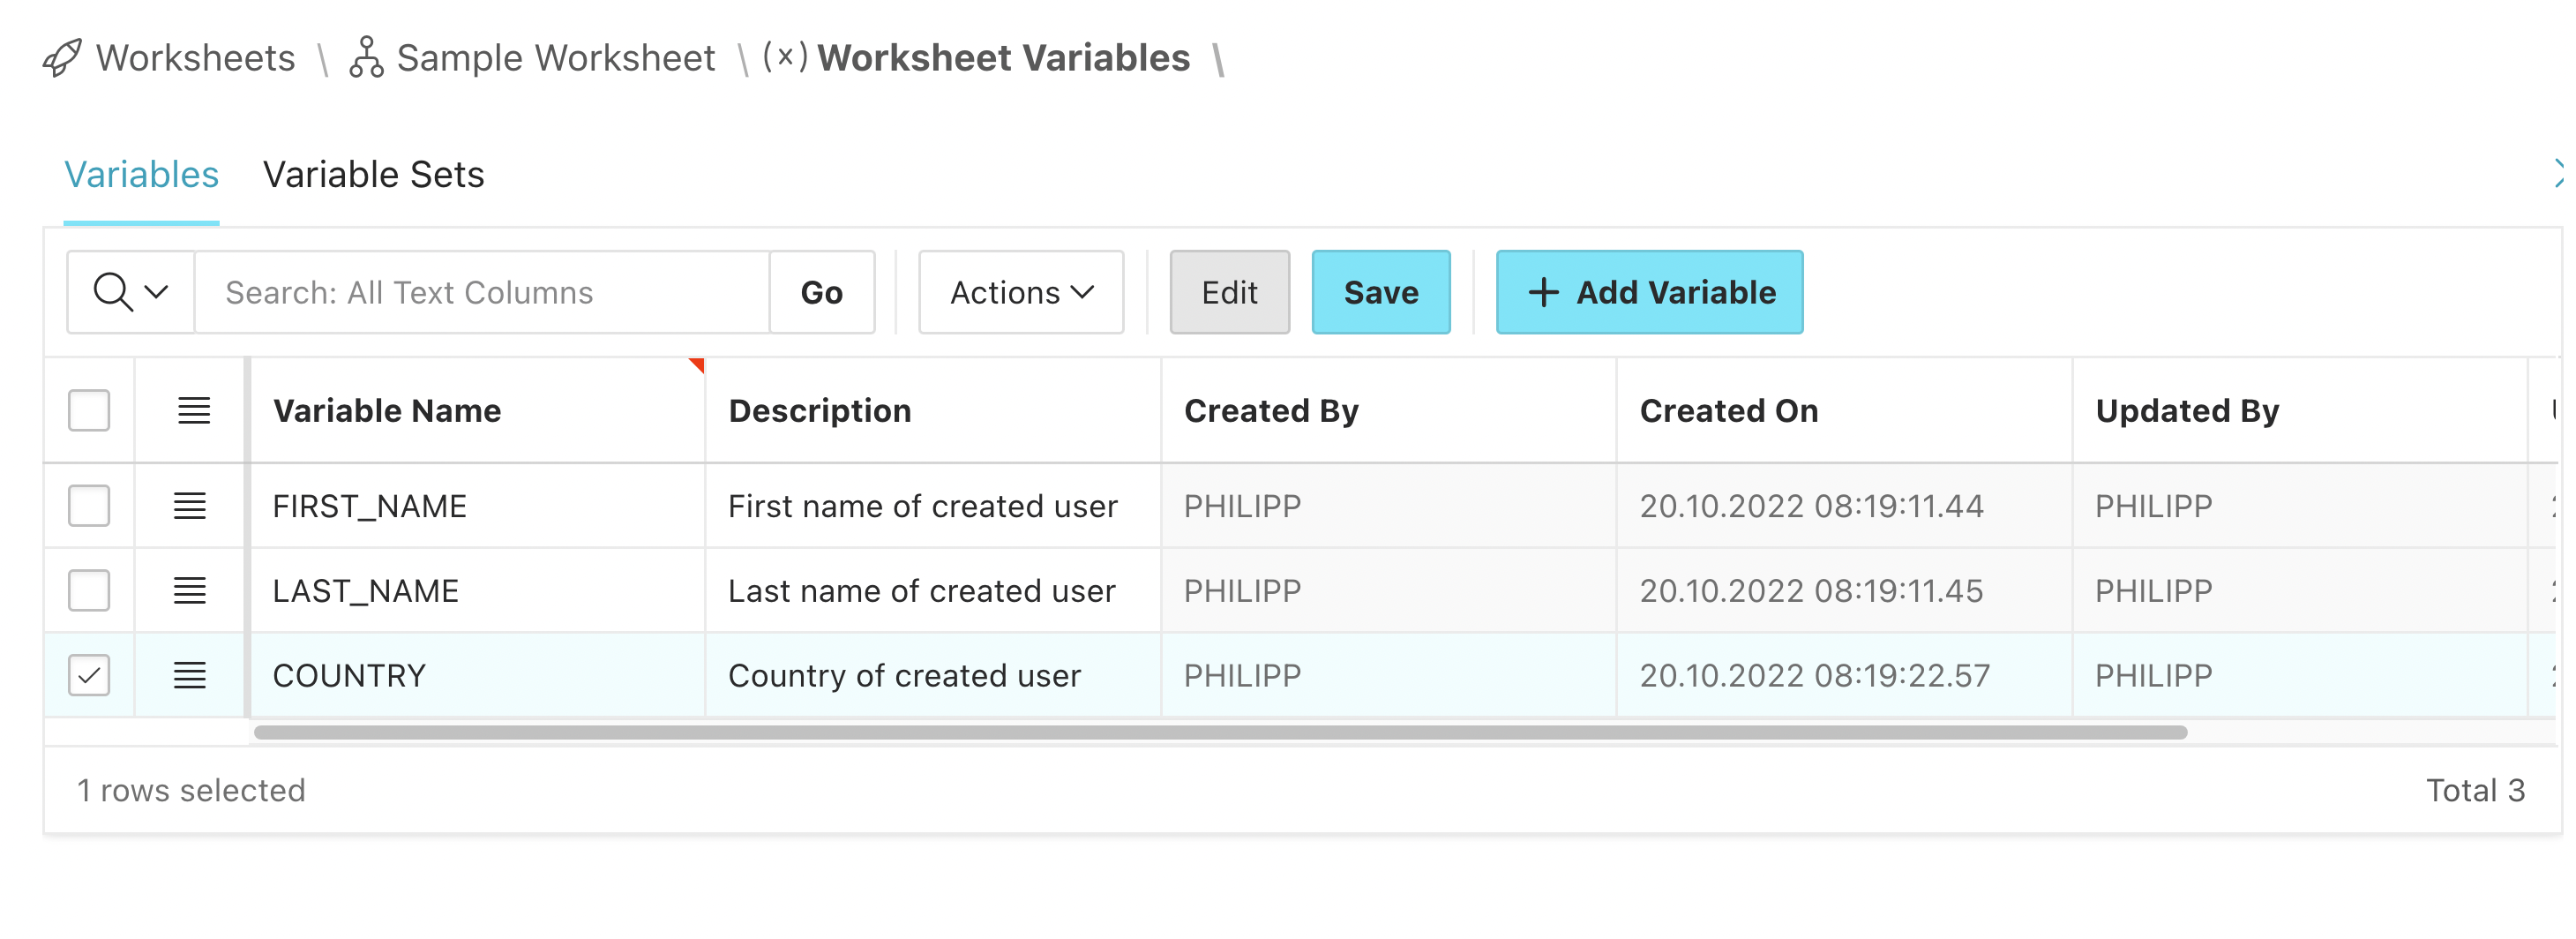 Worksheets \ Sample Worksheet \ (×) Worksheet Variables \
Variables Variable Sets
Search: All Text Columns Go Actions Edit Save + Add Variable
Variable Name Description Created By Created On Updated By
FIRST_NAME First name of created user PHILIPP 20.10.2022 08:19:11.44 PHILIPP
LAST_NAME Last name of created user PHILIPP 20.10.2022 08:19:11.45 PHILIPP
COUNTRY Country of created user PHILIPP 20.10.2022 08:19:22.57 PHILIPP
1 rows selected Total 3